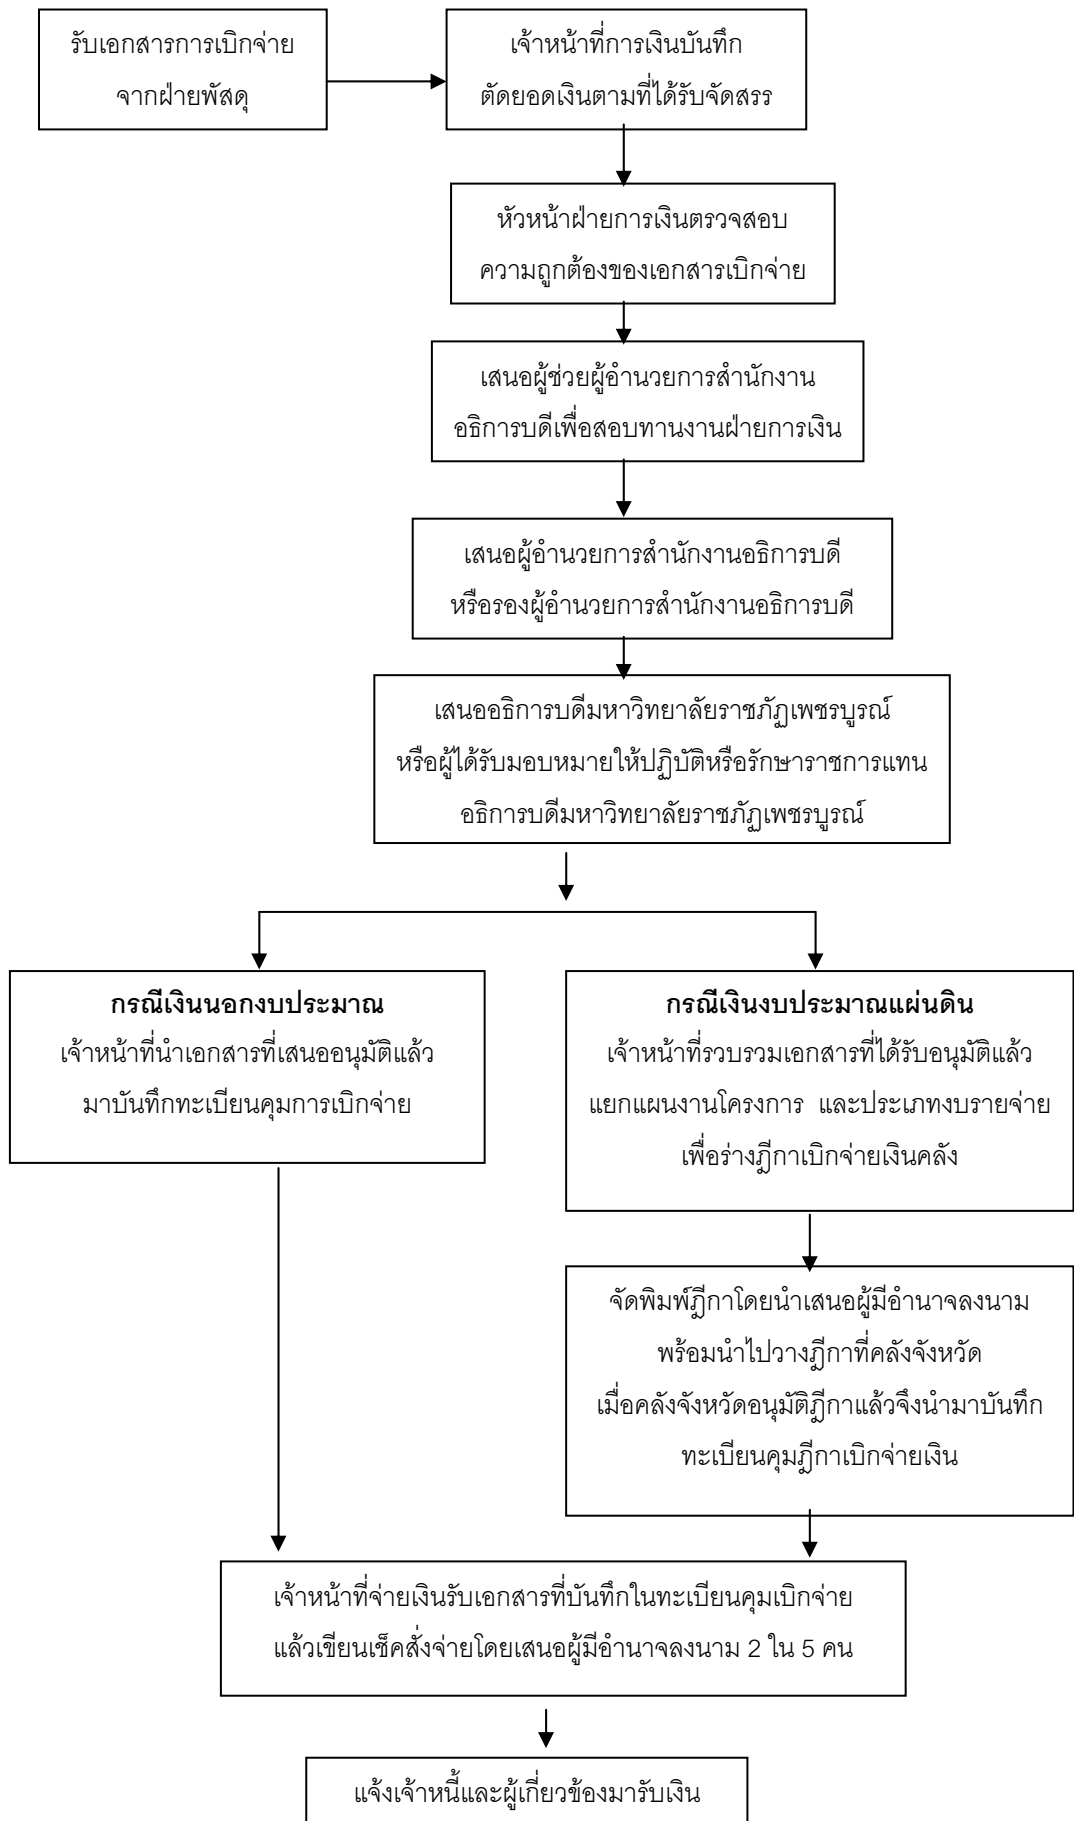 รับเอกสารการเบิกจ่าย
จากฝ่ายพัสดุ
เจ้าหน้าที่การเงินบันทึก
ตัดยอดเงินตามที่ได้รับจัดสรร
หัวหน้าฝ่ายการเงินตรวจสอบ
ความถูกต้องของเอกสารเบิกจ่าย
เสนอผู้ช่วยผู้อำนวยการสำนักงาน
อธิการบดีเพื่อสอบทานงานฝ่ายการเงิน
เสนอผู้อำนวยการสำนักงานอธิการบดี
หรือรองผู้อำนวยการสำนักงานอธิการบดี
เสนออธิการบดีมหาวิทยาลัยราชภัฏเพชรบูรณ์
หรือผู้ได้รับมอบหมายให้ปฏิบัติหรือรักษาราชการแทน
อธิการบดีมหาวิทยาลัยราชภัฏเพชรบูรณ์
กรณีเงินนอกงบประมาณ
เจ้าหน้าที่นำเอกสารที่เสนออนุมัติแล้ว
มาบันทึกทะเบียนคุมการเบิกจ่าย
กรณีเงินงบประมาณแผ่นดิน
เจ้าหน้าที่รวบรวมเอกสารที่ได้รับอนุมัติแล้ว
แยกแผนงานโครงการ และประเภทงบรายจ่าย
เพื่อร่างฎีกาเบิกจ่ายเงินคลัง
จัดพิมพ์ฎีกาโดยนำเสนอผู้มีอำนาจลงนาม
พร้อมนำไปวางฎีกาที่คลังจังหวัด
เมื่อคลังจังหวัดอนุมัติฎีกาแล้วจึงนำมาบันทึก
ทะเบียนคุมฎีกาเบิกจ่ายเงิน
เจ้าหน้าที่จ่ายเงินรับเอกสารที่บันทึกในทะเบียนคุมเบิกจ่าย
แล้วเขียนเช็คสั่งจ่ายโดยเสนอผู้มีอำนาจลงนาม 2 ใน 5 คน
แจ้งเจ้าหนี้และผู้เกี่ยวข้องมารับเงิน